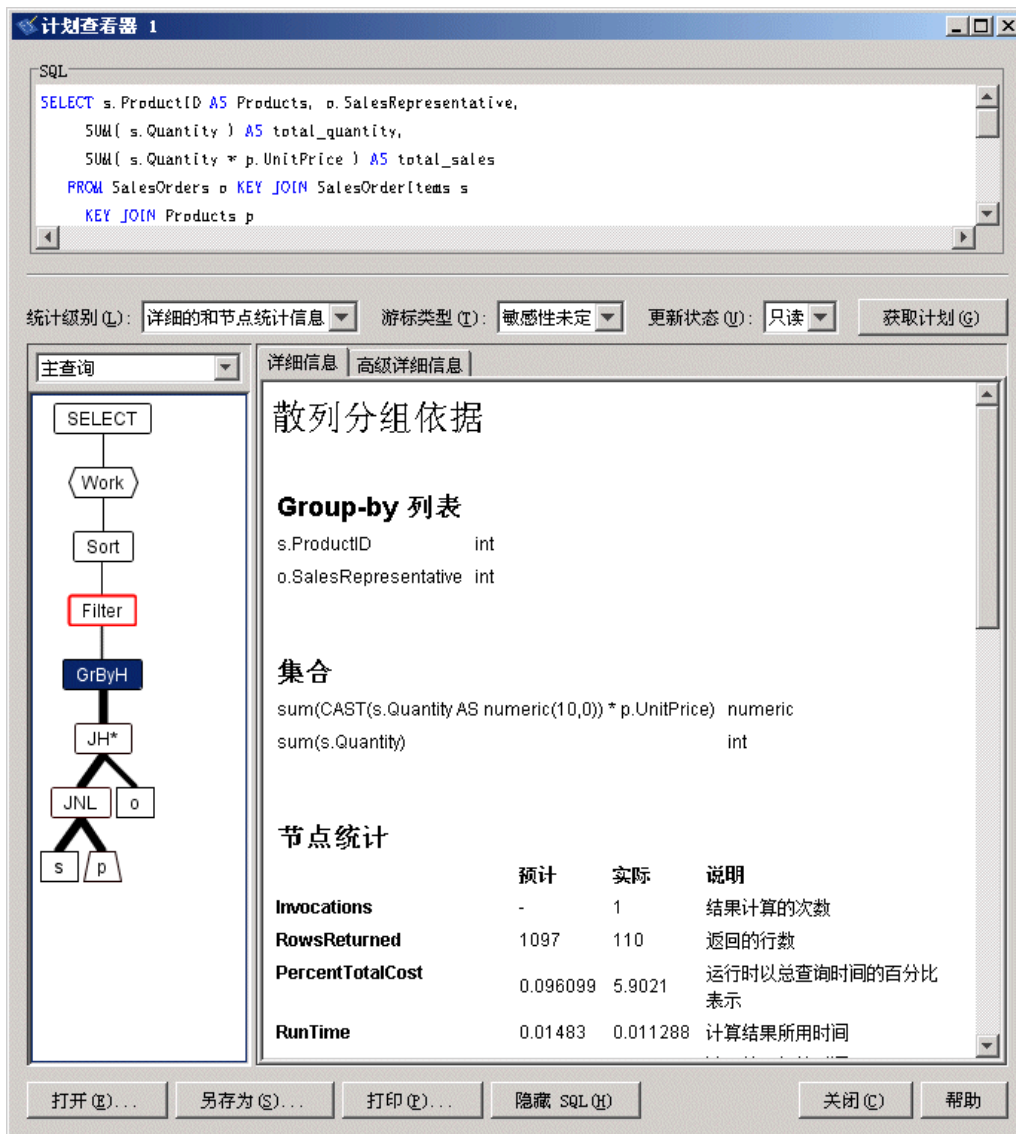 计划查看器 1
SQL
SELECT s.ProductID AS Products, o.SalesRepresentative,
SUM( s.Quantity ) AS total_quantity,
SUM( s.Quantity * p.UnitPrice ) AS total_sales
FROM SalesOrders o KEY JOIN SalesOrderItems s
KEY JOIN Products p
统计级别(L): 详细的和节点统计信息 游标类型(T): 敏感性未定 更新状态(U): 只读 获取计划(G)
主查询
详细信息 高级详细信息
SELECT
Work
Sort
Filter
GrByH
JH*
JNL o
s p
散列分组依据
Group-by 列表
s.ProductID int
o.SalesRepresentative int
集合
sum(CAST(s.Quantity AS numeric(10,0)) * p.UnitPrice) numeric
sum(s.Quantity) int
节点统计
预计 实际 说明
Invocations - 1 结果计算的次数
RowsReturned 1097 110 返回的行数
PercentTotalCost 0.096099 5.9021 运行时以总查询时间的百分比
表示
RunTime 0.01483 0.011288 计算结果所用时间
打开(E)... 另存为(S)... 打印(P)... 隐藏 SQL(H) 关闭(C) 帮助